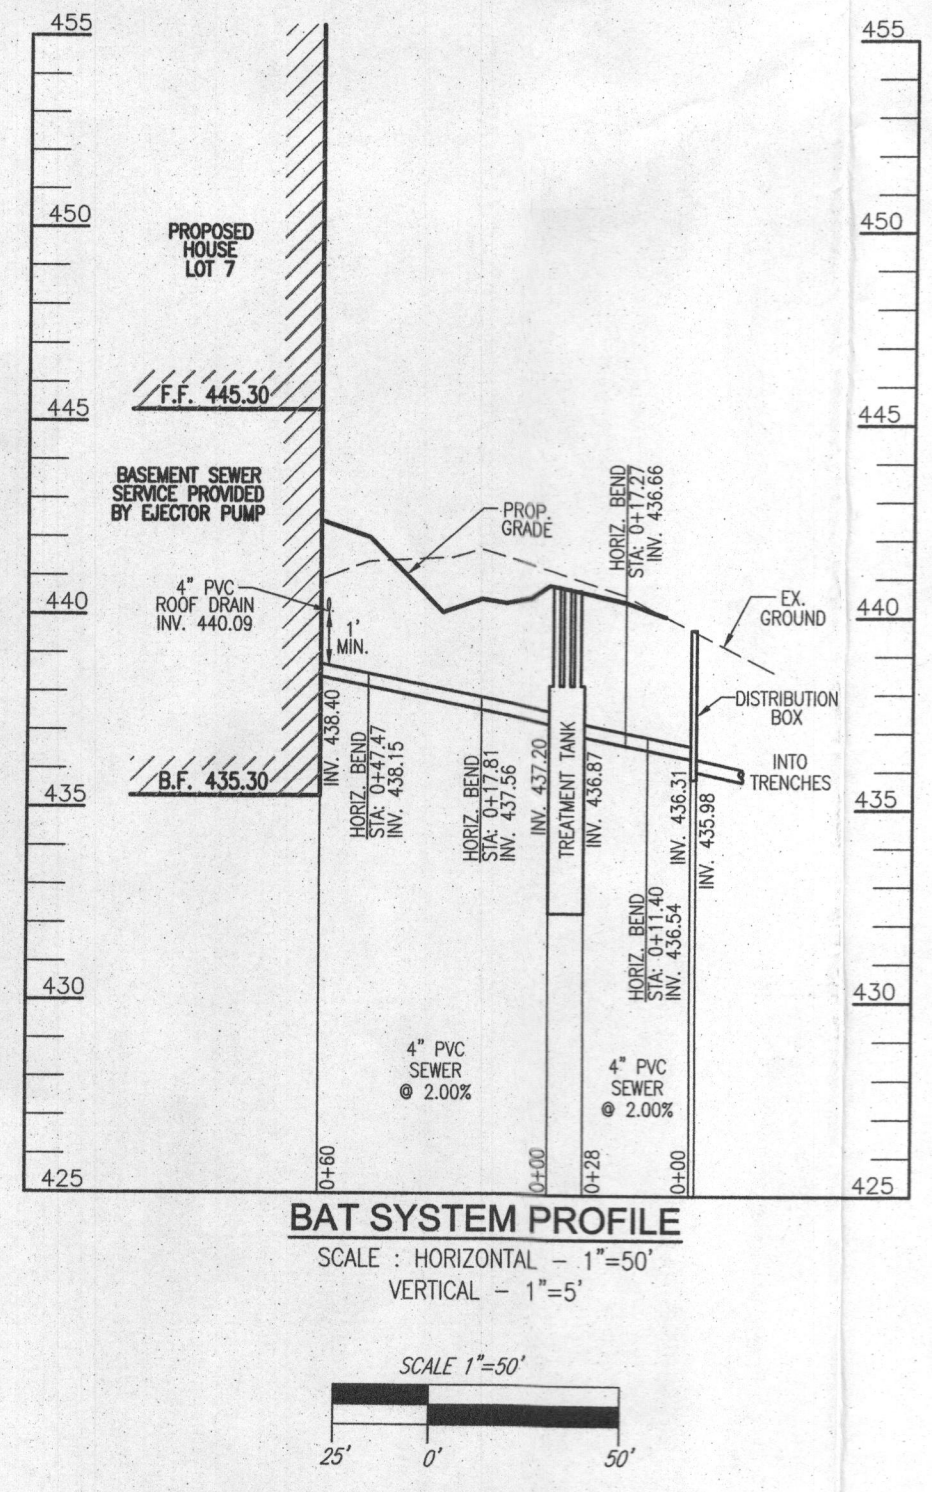 455
455
450
450
PROPOSED
HOUSE
LOT 7
F.F. 445.30
445
445
BASEMENT SEWER
SERVICE PROVIDED
BY EJECTOR PUMP
PROP.
GRADE
HORIZ. BEND
STA: 0+17.27
INV. 436.66
4" PVC
ROOF DRAIN
INV. 440.09
1'
MIN.
440
440
EX.
GROUND
DISTRIBUTION
BOX
INTO
TRENCHES
B.F. 435.30
435
435
INV. 438.40
HORIZ. BEND
STA: 0+47.47
INV. 438.15
HORIZ. BEND
STA: 0+17.81
INV. 437.56
INV. 437.20
TREATMENT TANK
INV. 436.87
HORIZ. BEND
STA: 0+11.40
INV. 436.54
INV. 436.31
INV. 435.98
430
430
4" PVC
SEWER
@ 2.00%
4" PVC
SEWER
@ 2.00%
425
0+60
0+00
0+28
0+00
425
BAT SYSTEM PROFILE
SCALE : HORIZONTAL - 1"=50'
VERTICAL - 1"=5'
SCALE 1"=50'
25'
0'
50'